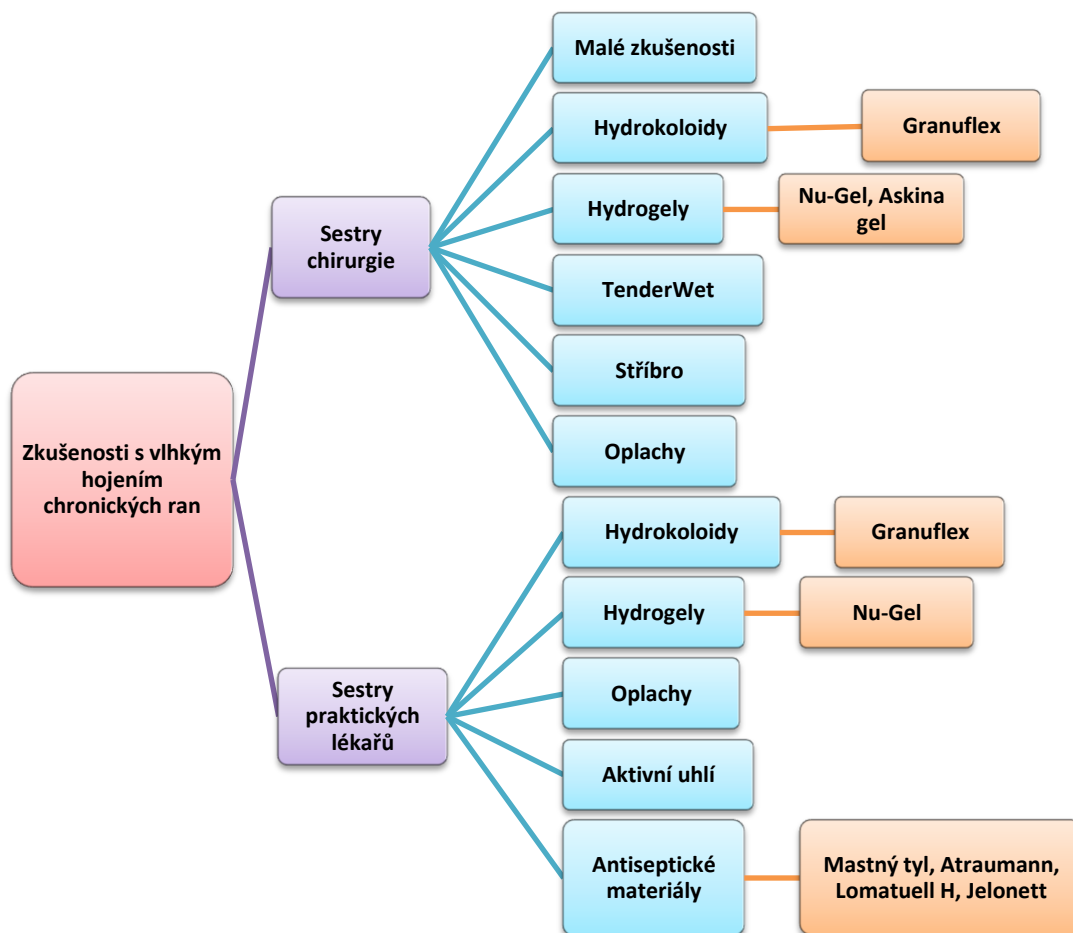 Zkušenosti s vlhkým
hojením
chronických ran
Sestry
chirurgie
Malé zkušenosti
Hydrokoloidy
Granuflex
Hydrogely
Nu-Gel, Askina
gel
TenderWet
Stříbro
Oplachy
Sestry
praktických
lékařů
Hydrokoloidy
Granuflex
Hydrogely
Nu-Gel
Oplachy
Aktivní uhlí
Antiseptické
materiály
Mastný tyl, Atraumann,
Lomatuell H, Jelonett